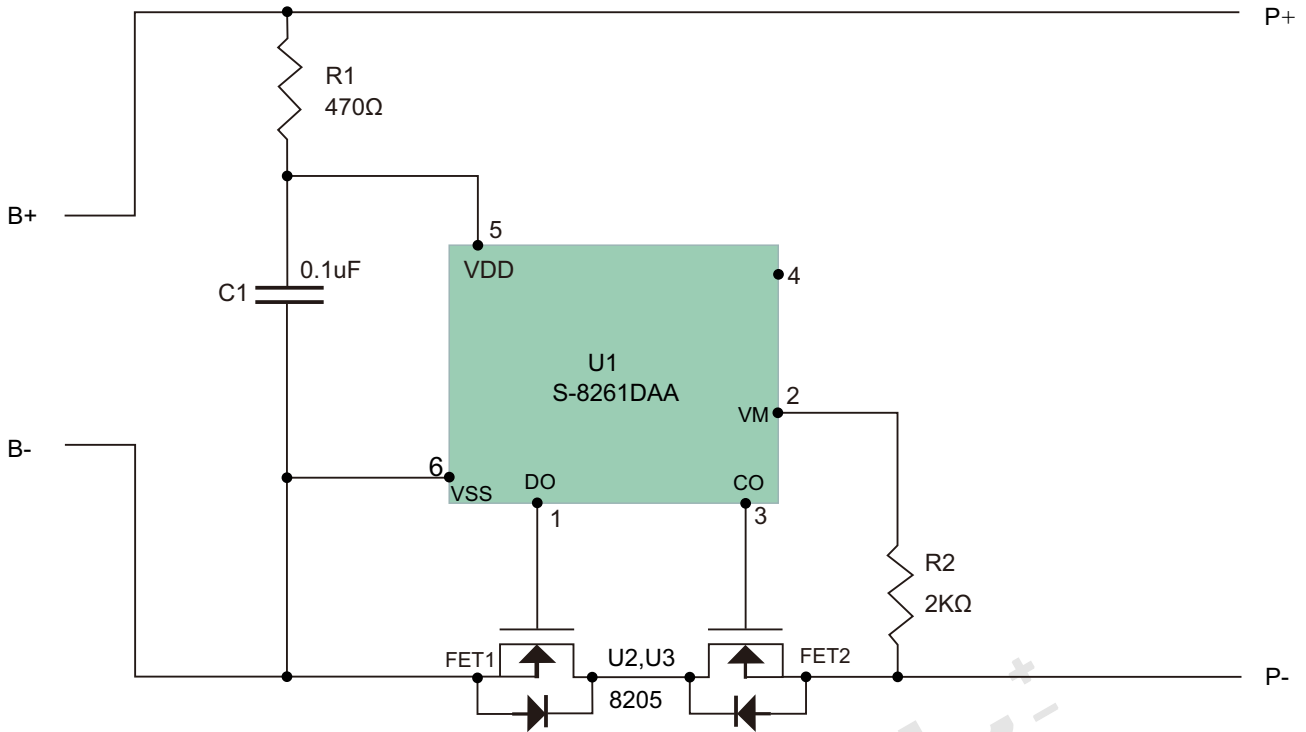 P+
R1
470Ω
B+
5
VDD
4
0.1uF
C1
U1
S-8261DAA
2
VM
B-
6
VSS
DO
CO
1
3
R2
2KΩ
FET1
U2,U3
FET2
8205
P-